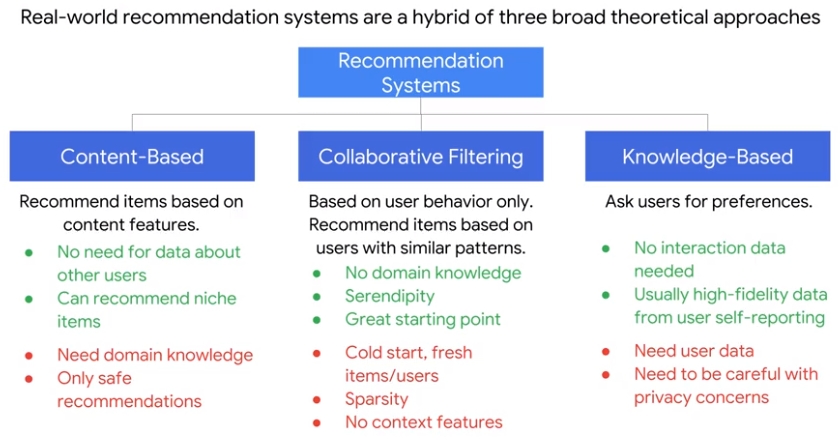 Real-world recommendation systems are a hybrid of three broad theoretical approaches
Recommendation
Systems
Content-Based
Recommend items based on
content features.
No need for data about
other users
Can recommend niche
items
Need domain knowledge
Only safe
recommendations
Collaborative Filtering
Based on user behavior only.
Recommend items based on
users with similar patterns.
No domain knowledge
Serendipity
Great starting point
Cold start, fresh
items/users
Sparsity
No context features
Knowledge-Based
Ask users for preferences.
No interaction data
needed
Usually high-fidelity data
from user self-reporting
Need user data
Need to be careful with
privacy concerns